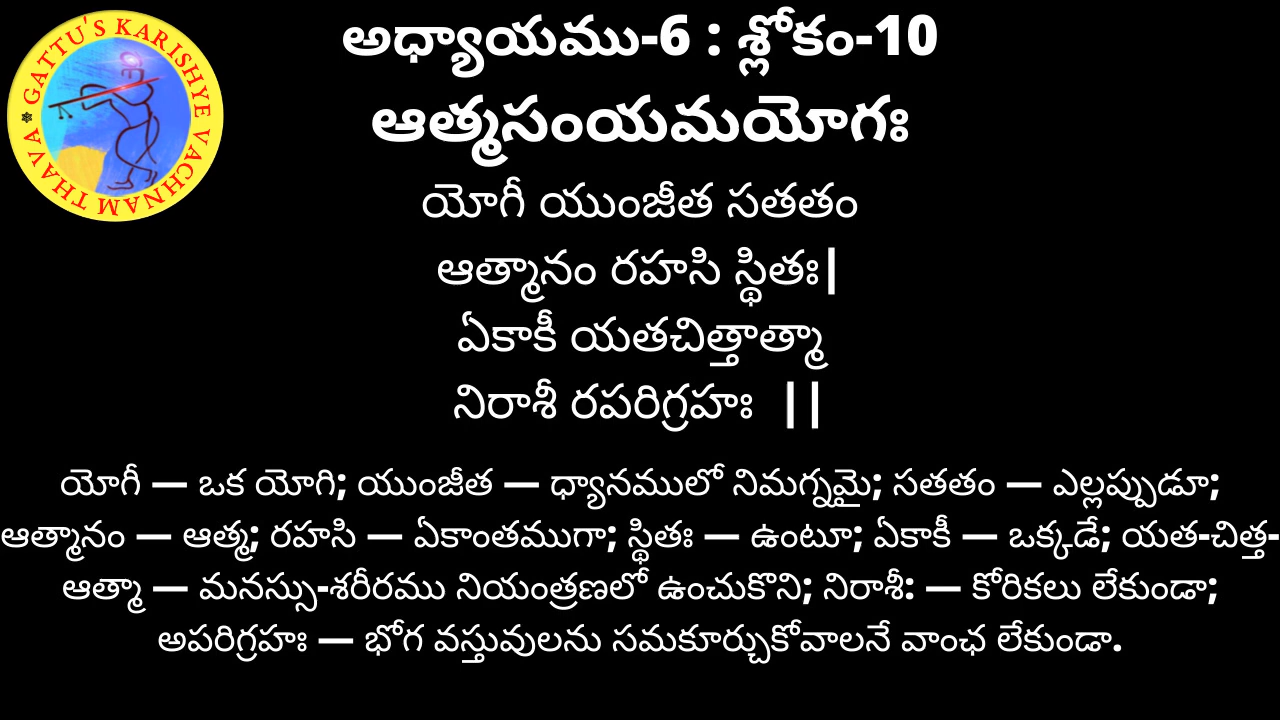 GATTU'S KARISHYE VACHNAM THAVA
అధ్యాయము-6 : శ్లోకం-10
ఆత్మసంయమయోగః
యోగీ యుంజీత సతతం
ఆత్మానం రహసి స్థితః|
ఏకాకీ యతచిత్తాత్మా
నిరాశీ రపరిగ్రహః ||
యోగీ — ఒక యోగి; యుంజీత — ధ్యానములో నిమగ్నమై; సతతం — ఎల్లప్పుడూ;
ఆత్మానం — ఆత్మ; రహసి — ఏకాంతముగా; స్థితః — ఉంటూ; ఏకాకీ — ఒక్కడే; యత-చిత్త-
ఆత్మా — మనస్సు-శరీరము నియంత్రణలో ఉంచుకొని; నిరాశీ: — కోరికలు లేకుండా;
అపరిగ్రహః — భోగ వస్తువులను సమకూర్చుకోవాలనే వాంఛ లేకుండా.